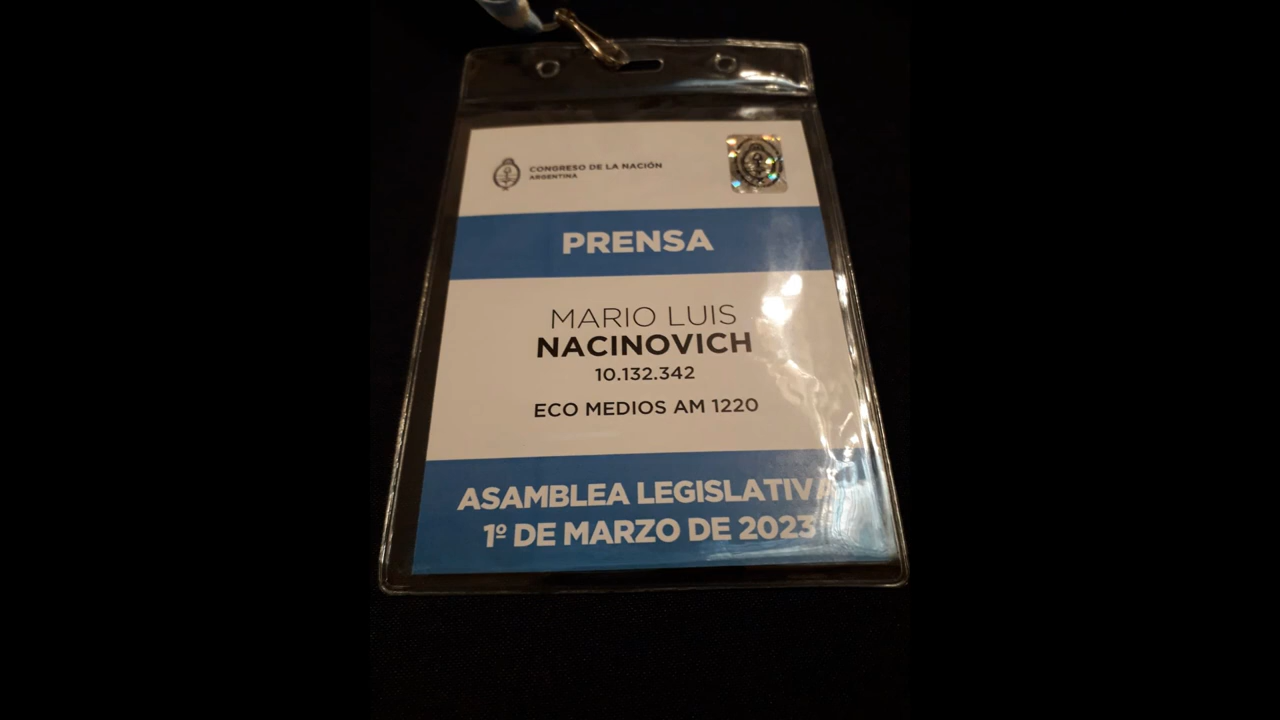 CONGRESO DE LA NACIÓN
ARGENTINA
PRENSA
MARIO LUIS
NACINOVICH
10.132.342
ECO MEDIOS AM 1220
ASAMBLEA LEGISLATIVA
1º DE MARZO DE 2023